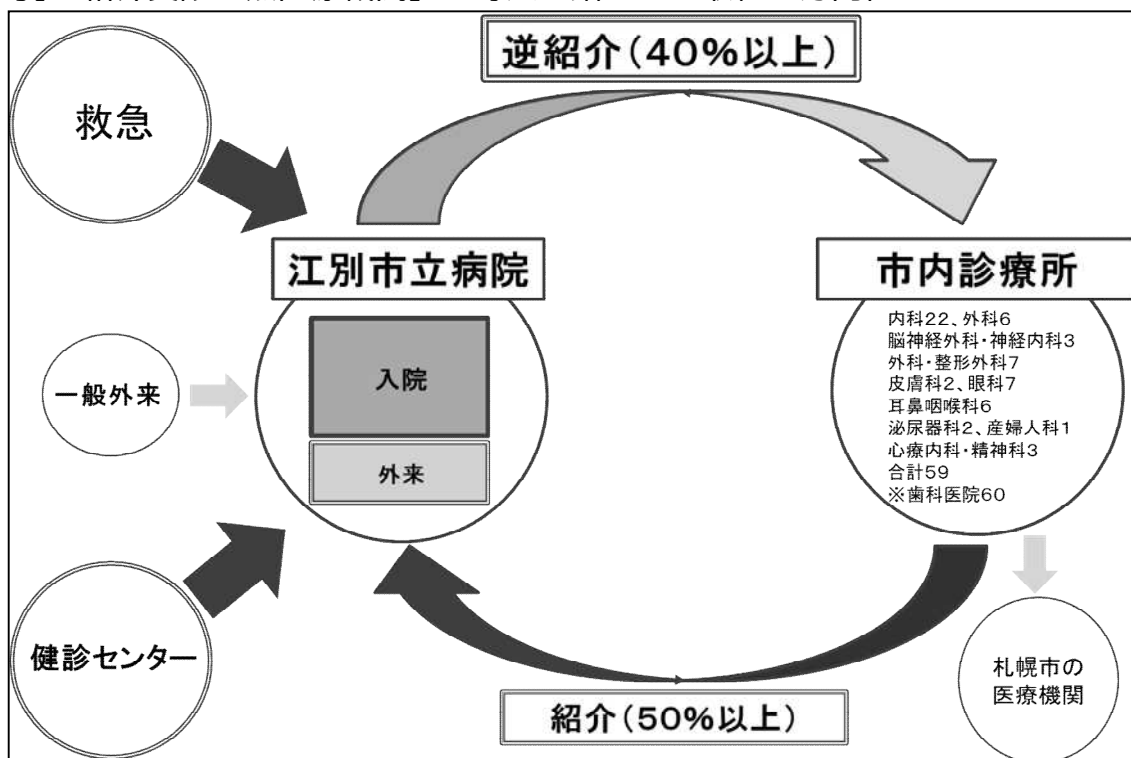 逆紹介(40%以上)
救急
江別市立病院
市内診療所
入院
外来
一般外来
内科22、外科6
脳神経外科・神経内科3
外科・整形外科7
皮膚科2、眼科7
耳鼻咽喉科6
泌尿器科2、産婦人科1
心療内科・精神科3
合計59
※歯科医院60
健診センター
札幌市の
医療機関
紹介(50%以上)